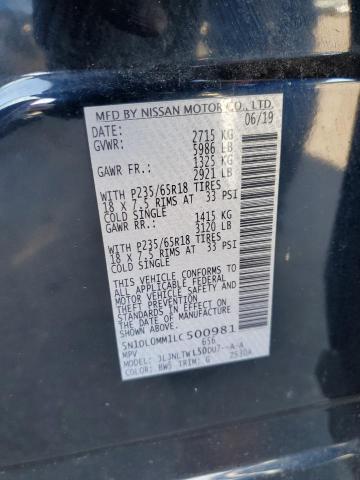 MFD BY NISSAN MOTOR CO., LTD.
DATE: 06/19
GVWR: 2715 KG
5986 LB
GAWR FR.: 1325 KG
2921 LB
WITH P235/65R18 TIRES
18 X 7.5 RIMS AT 33 PSI
COLD SINGLE
GAWR RR.: 1415 KG
3120 LB
WITH P235/65R18 TIRES
18 X 7.5 RIMS AT 33 PSI
COLD SINGLE
THIS VEHICLE CONFORMS
TO ALL APPLICABLE FEDERAL
MOTOR VEHICLE SAFETY AND
THEFT PREVENTION
STANDARDS IN EFFECT
ON THE DATE OF
MANUFACTURE SHOWN
ABOVE.
5N1DL0MM1LC500981
MPV 656
MODEL: JLJNLTWL50DU7--A-A
COLOR: BW5 TRIM: G 2530A